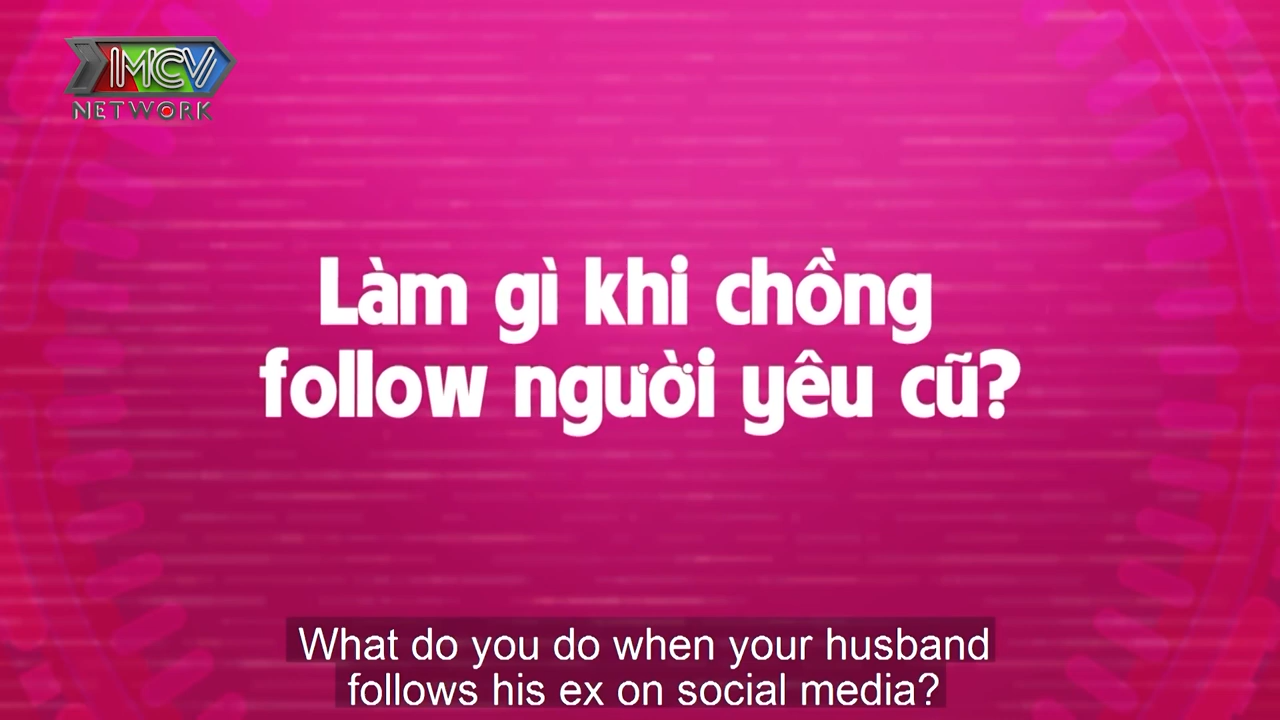 MCV
NETWORK
Làm gì khi chồng
follow người yêu cũ?
What do you do when your husband
follows his ex on social media?